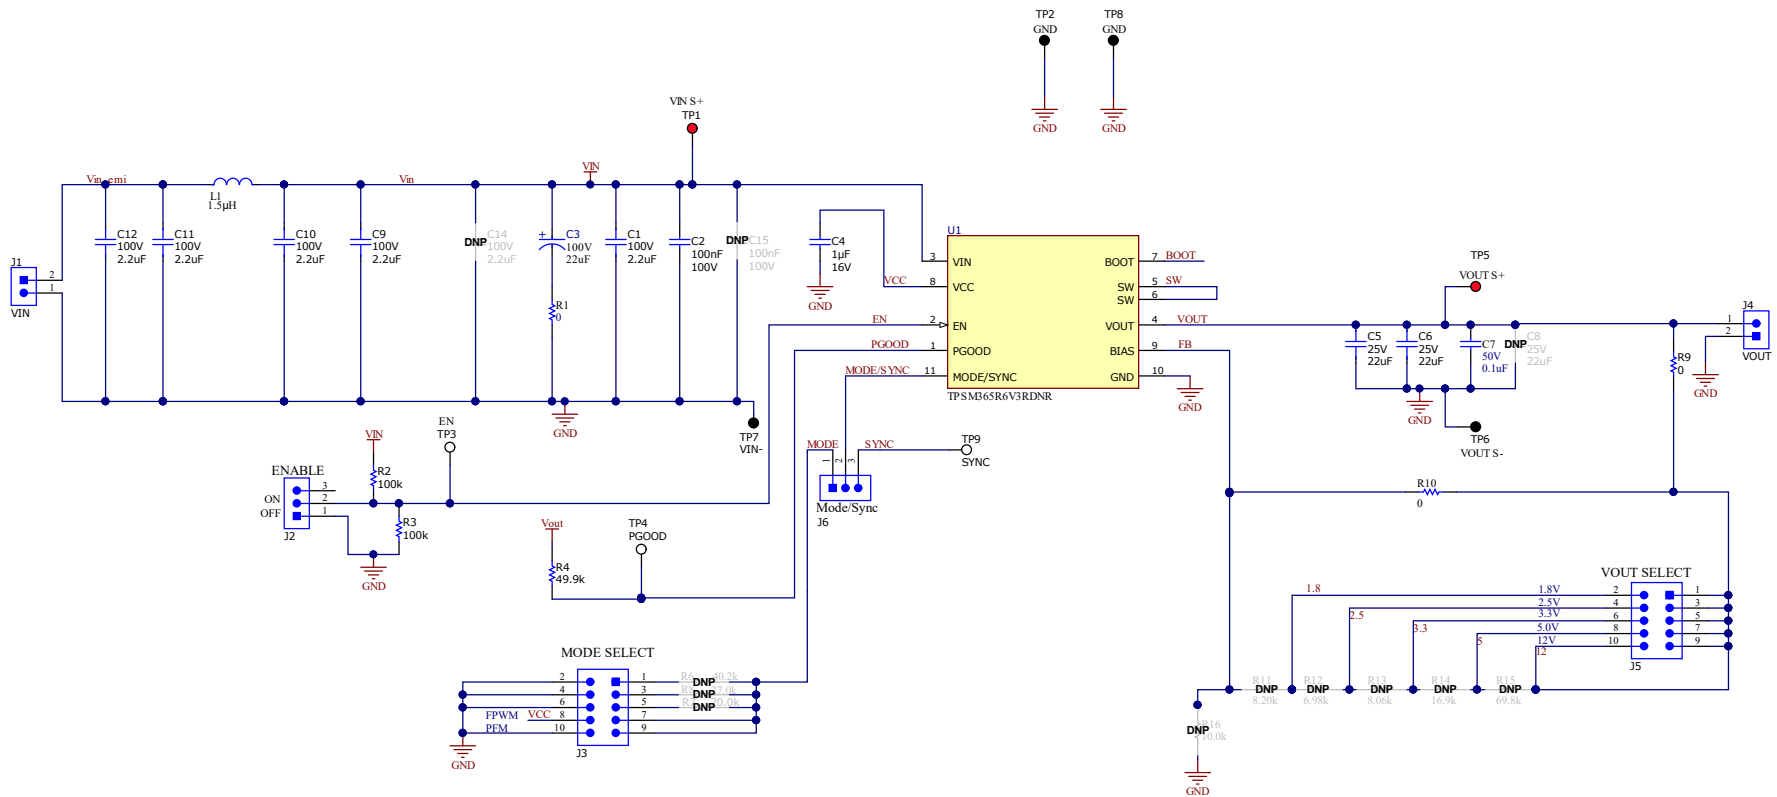 TP2
GND
GND
TP8
GND
GND
VIN S+
TP1
VIN
Vin_emi
L1
1.5µH
Vin
C12
100V
2.2uF
C11
100V
2.2uF
C10
100V
2.2uF
C9
100V
2.2uF
DNP
C14
100V
2.2uF
+
C3
100V
22uF
R1
0
C1
100V
2.2uF
C2
100nF
100V
DNP
C15
100nF
100V
C4
1µF
16V
GND
J1
2
1
VIN
GND
TP7
VIN-
U1
3
VIN
VCC
8
VCC
EN
2
EN
PGOOD
1
PGOOD
MODE/SYNC
11
MODE/SYNC
BOOT
7
BOOT
SW
5
SW
SW
6
VOUT
4
VOUT
BIAS
9
FB
GND
10
GND
TPSM365R6V3RDNR
TP5
VOUT S+
C5
25V
22uF
C6
25V
22uF
C7
50V
0.1uF
DNP
C8
25V
22uF
GND
TP6
VOUT S-
R9
0
J4
1
2
VOUT
GND
EN
TP3
VIN
R2
100k
ENABLE
ON
OFF
3
2
1
J2
R3
100k
GND
Vout
R4
49.9k
TP4
PGOOD
MODE
SYNC
1
2
3
Mode/Sync
J6
TP9
SYNC
R10
0
MODE SELECT
2
4
6
8
10
1
3
5
7
9
FPWM
VCC
PFM
J3
GND
DNP
40.2k
DNP
DNP
VOUT SELECT
1.8
1.8V
2
1
2.5
2.5V
4
3
3.3
3.3V
6
5
5
5.0V
8
7
12
12V
10
9
J5
R11
DNP
8.20k
R12
DNP
6.98k
R13
DNP
8.06k
R14
DNP
16.9k
R15
DNP
69.8k
DNP
R16
10.0k
GND